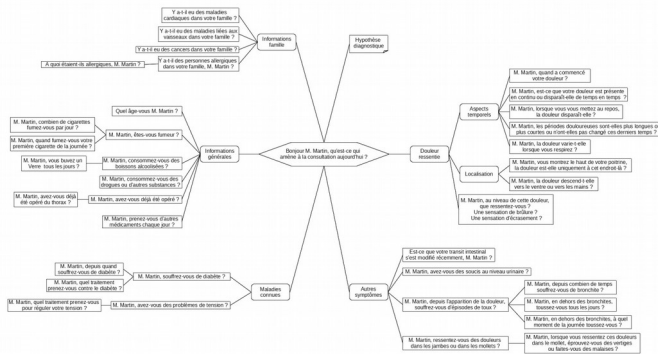 Y a-t-il eu des maladies
cardiaques dans votre famille ?
Y a-t-il eu des maladies liées aux
vaisseaux dans votre famille ?
Y a-t-il eu des cancers dans votre famille ?
Y a-t-il des personnes allergiques
dans votre famille, M. Martin ?
A quoi étaient-ils allergiques, M. Martin ?
Informations
famille
Hypothèse
diagnostique
Bonjour M. Martin, qu'est-ce qui
amène à la consultation aujourd'hui ?
Informations
générales
Quel âge-vous M. Martin ?
M. Martin, êtes-vous fumeur ?
M. Martin, combien de cigarettes
fumez-vous par jour ?
M. Martin, quand fumez-vous votre
première cigarette de la journée ?
M. Martin, consommez-vous des
boissons alcoolisées ?
M. Martin, vous buvez un
Verre tous les jours ?
M. Martin, consommez-vous des
drogues ou d'autres substances ?
M. Martin, avez-vous déjà été opéré ?
M. Martin, avez-vous déjà
été opéré du thorax ?
M. Martin, prenez-vous d'autres
médicaments chaque jour ?
Maladies
connues
M. Martin, souffrez-vous de diabète ?
M. Martin, depuis quand
souffrez-vous de diabète ?
M. Martin, quel traitement
prenez-vous contre le diabète ?
M. Martin, avez-vous des problèmes de tension ?
M. Martin, quel traitement prenez-vous
pour réguler votre tension ?
Douleur
ressentie
Aspects
temporels
M. Martin, quand a commencé
votre douleur ?
M. Martin, est-ce que votre douleur est présente
en continu ou disparaît-elle de temps en temps ?
M. Martin, lorsque vous vous mettez au repos,
la douleur disparaît-elle ?
M. Martin, les périodes douloureuses sont-elles plus longues o
plus courtes ou n'ont-elles pas changé ces derniers temps ?
M. Martin, la douleur varie-t-elle
lorsque vous respirez ?
Localisation
M. Martin, vous montrez le haut de votre poitrine,
la douleur est-elle uniquement à cet endroit-là ?
M. Martin, la douleur descend-t-elle
vers le ventre ou vers les mains ?
M. Martin, au niveau de cette douleur,
que ressentez-vous ?
Une sensation de brûlure ?
Une sensation d'écrasement ?
Autres
symptômes
Est-ce que votre transit intestinal
s'est modifié récemment, M. Martin ?
M. Martin, avez-vous des soucis au niveau urinaire ?
M. Martin, depuis l'apparition de la douleur,
souffrez-vous d'épisodes de toux ?
M. Martin, depuis combien de temps
souffrez-vous de bronchite ?
M. Martin, en dehors des bronchites,
toussez-vous tous les jours ?
M. Martin, en dehors des bronchites, à quel
moment de la journée toussez-vous ?
M. Martin, ressentez-vous des douleurs
dans les jambes ou dans les mollets ?
M. Martin, lorsque vous ressentez ces douleurs
dans le mollet, éprouvez-vous des vertiges
ou faites-vous des malaises ?